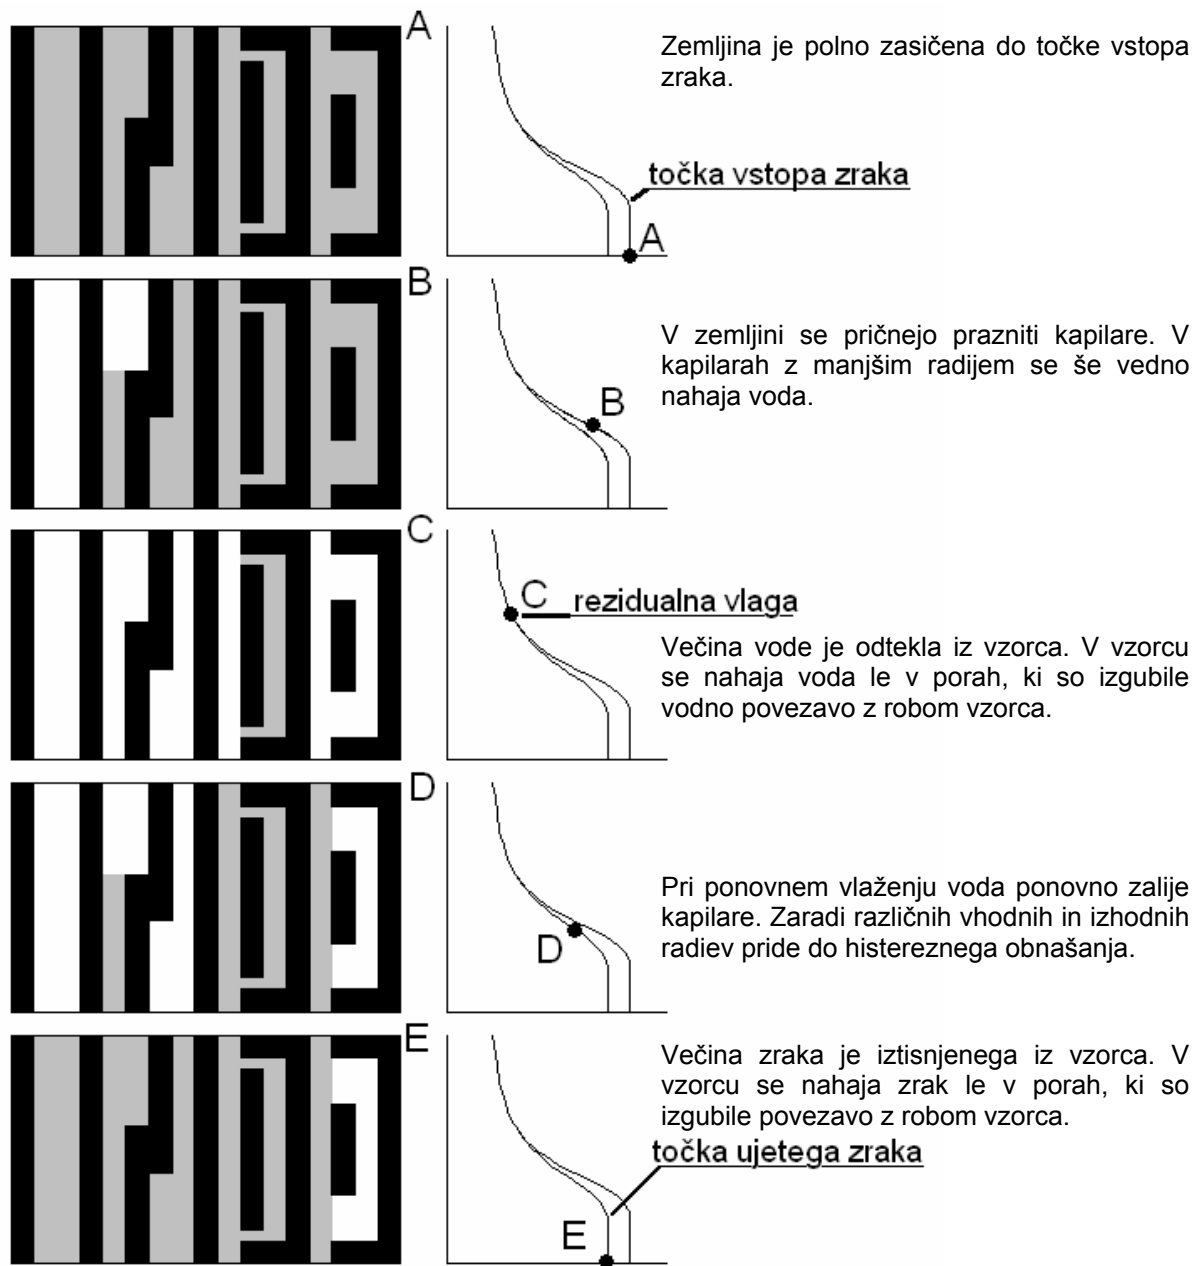 A
Zemljina je polno zasičena do točke vstopa
zraka.
točka vstopa zraka
A
B
V zemljini se pričnejo prazniti kapilare. V
kapilarah z manjšim radijem se še vedno
nahaja voda.
B
C
C rezidualna vlaga
Večina vode je odtekla iz vzorca. V vzorcu
se nahaja voda le v porah, ki so izgubile
vodno povezavo z robom vzorca.
D
Pri ponovnem vlaženju voda ponovno zalije
kapilare. Zaradi različnih vhodnih in izhodnih
radiev pride do histereznega obnašanja.
D
E
Večina zraka je iztisnjenega iz vzorca. V
vzorcu se nahaja zrak le v porah, ki so
izgubile povezavo z robom vzorca.
točka ujetega zraka
E